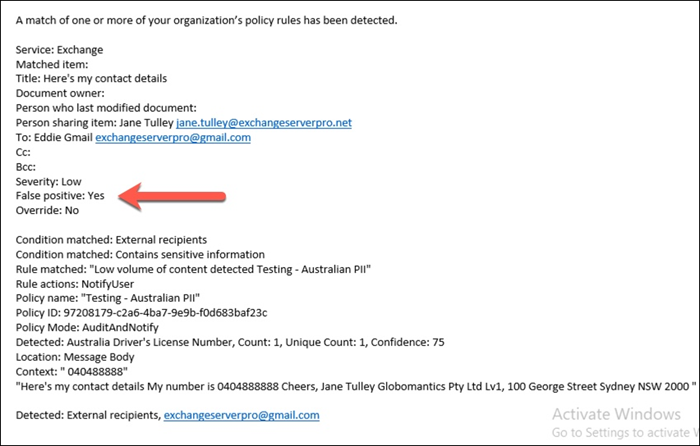 A match of one or more of your organization's policy rules has been detected.
Service: Exchange
Matched item:
Title: Here's my contact details
Document owner:
Person who last modified document:
Person sharing item: Jane Tulley jane.tulley@exchangeserverpro.net
To: Eddie Gmail exchangeserverpro@gmail.com
Cc:
Bcc:
Severity: Low
False positive: Yes
Override: No
Condition matched: External recipients
Condition matched: Contains sensitive information
Rule matched: "Low volume of content detected Testing - Australian PII"
Rule actions: NotifyUser
Policy name: "Testing - Australian PII"
Policy ID: 97208179-c2a6-4ba7-9e9b-f0d683baf23c
Policy Mode: AuditAndNotify
Detected: Australia Driver's License Number, Count: 1, Unique Count: 1, Confidence: 75
Location: Message Body
Context: " 040488888"
"Here's my contact details My number is 0404888888 Cheers, Jane Tulley Globomantics Pty Ltd Lv1, 100 George Street Sydney NSW 2000 "
Detected: External recipients, exchangeserverpro@gmail.com
Activate Windows
Go to Settings to activate W